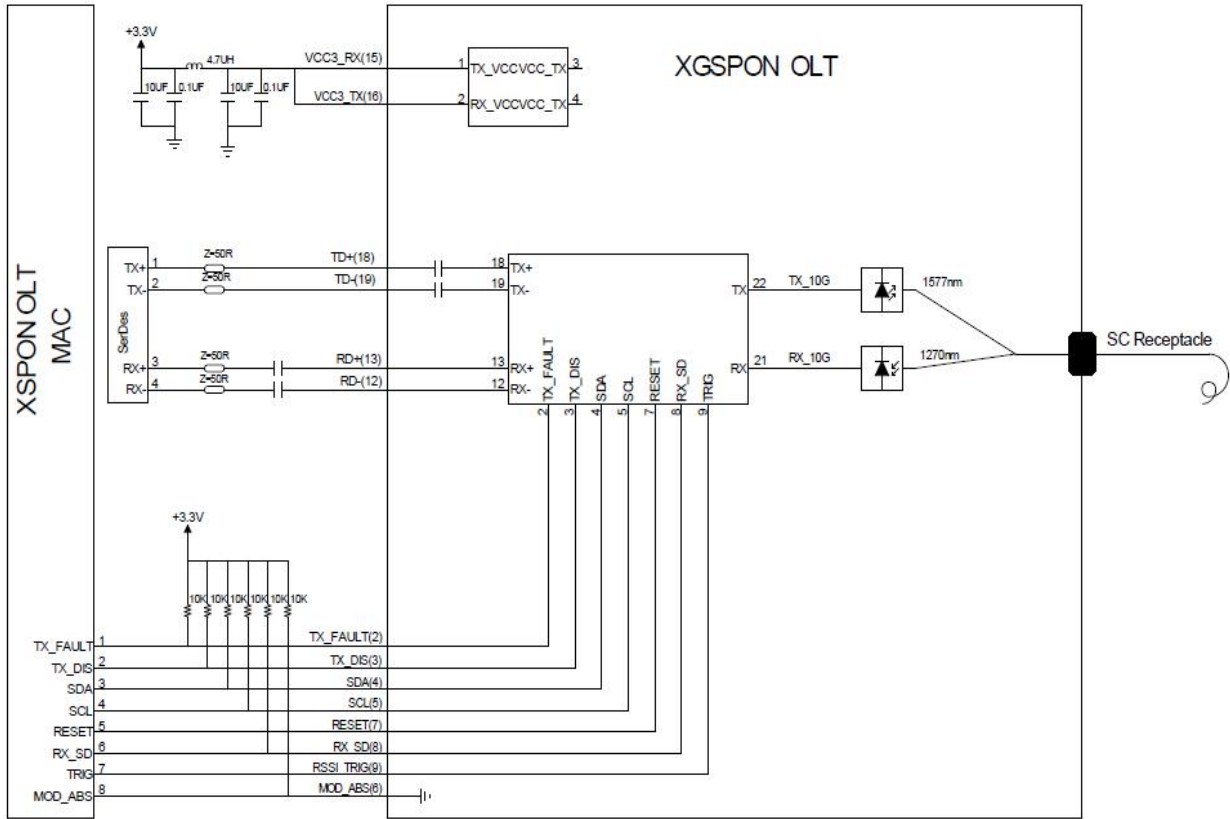 +3.3V
4.7UH
10UF
0.1UF
10UF
0.1UF
VCC3_RX(15)
VCC3_TX(16)
1
TX_VCCVCC_TX
3
2
RX_VCCVCC_TX
4
XGSPON OLT
XSPON OLT
MAC
SerDes
TX+ 1
TX- 2
RX+ 3
RX- 4
Z=50R
Z=50R
Z=50R
Z=50R
TD+(18)
TD-(19)
RD+(13)
RD-(12)
18 TX+
19 TX-
13 RX+
12 RX-
TX 22
RX 21
TX_FAULT
TX_DIS
SDA
SCL
RESET
RX_SD
TRIG
2
3
4
5
7
8
9
TX_10G
RX_10G
1577nm
1270nm
SC Receptacle
+3.3V
10K 10K 10K 10K 10K 10K
TX_FAULT 1
TX_FAULT(2)
TX_DIS 2
TX_DIS(3)
SDA 3
SDA(4)
SCL 4
SCL(5)
RESET 5
RESET(7)
RX_SD 6
RX_SD(8)
TRIG 7
RSSI_TRIG(9)
MOD_ABS 8
MOD_ABS(6)